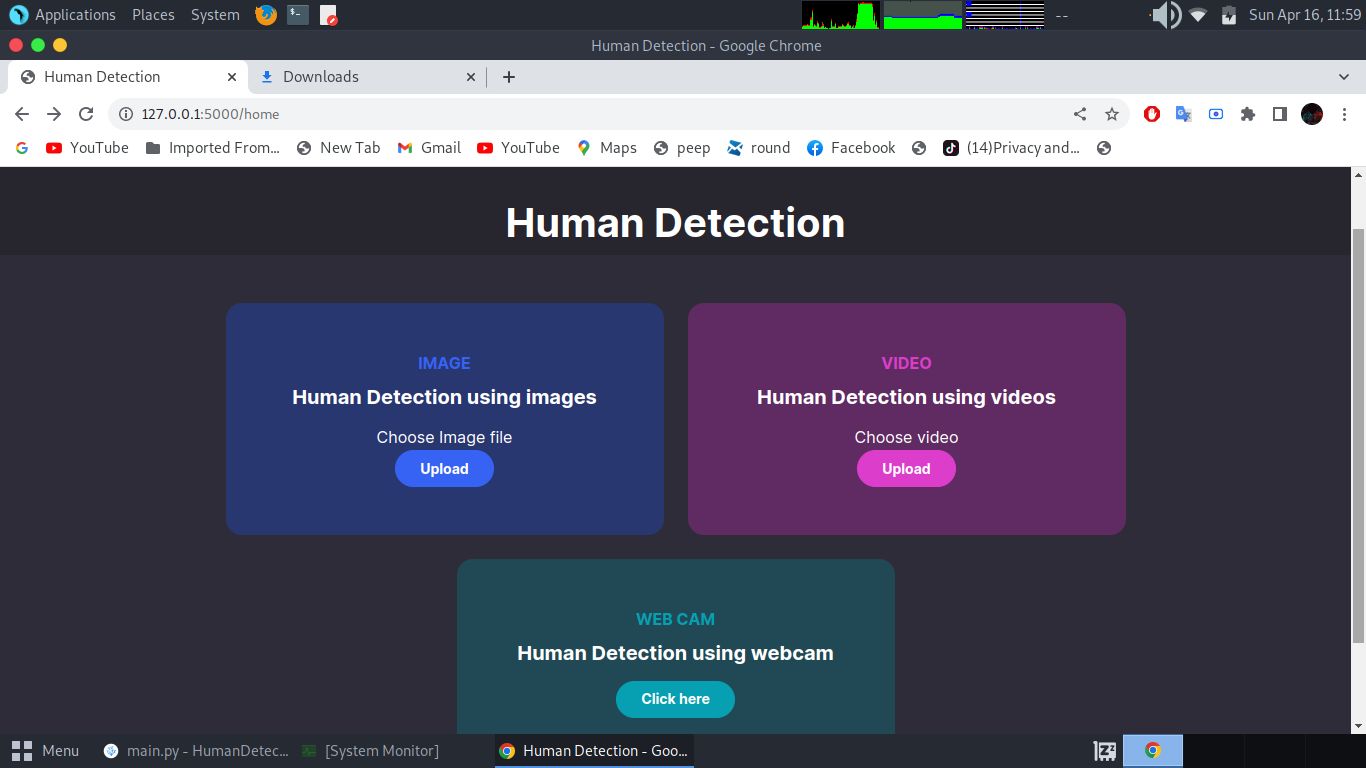 Applications Places System -- Sun Apr 16, 11:59
Human Detection - Google Chrome
Human Detection Downloads
127.0.0.1:5000/home
YouTube Imported From... New Tab Gmail YouTube Maps peep round Facebook (14)Privacy and...
Human Detection
IMAGE
Human Detection using images
Choose Image file
Upload
VIDEO
Human Detection using videos
Choose video
Upload
WEB CAM
Human Detection using webcam
Click here
Menu main.py - HumanDetec... [System Monitor] Human Detection - Goo...